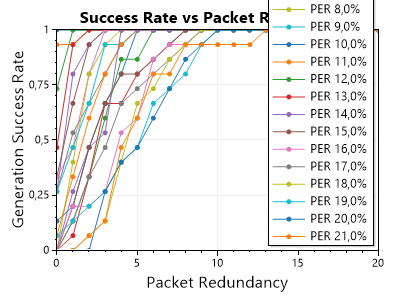 Success Rate vs Packet R
PER 8,0%
PER 9,0%
PER 10,0%
PER 11,0%
PER 12,0%
PER 13,0%
PER 14,0%
PER 15,0%
PER 16,0%
PER 17,0%
PER 18,0%
PER 19,0%
PER 20,0%
PER 21,0%
Generation Success Rate
1
0,75
0,5
0,25
0
0
5
10
15
20
Packet Redundancy